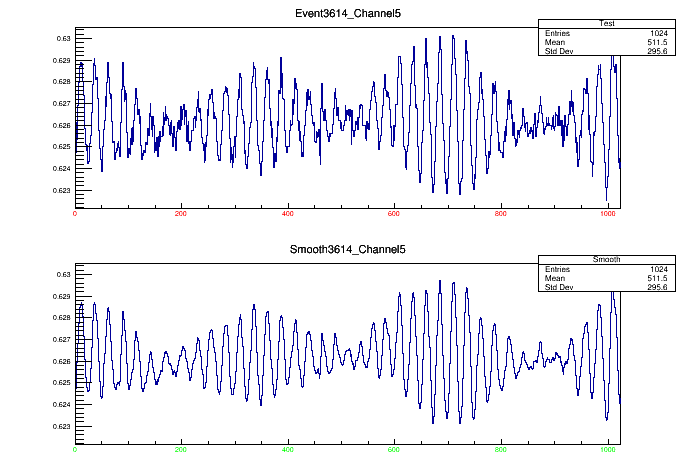 Event3614_Channel5
Test
Entries 1024
Mean 511.5
Std Dev 295.6
0.63
0.629
0.628
0.627
0.626
0.625
0.624
0.623
0 200 400 600 800 1000
Smooth3614_Channel5
Smooth
Entries 1024
Mean 511.5
Std Dev 295.6
0.63
0.629
0.628
0.627
0.626
0.625
0.624
0.623
0 200 400 600 800 1000